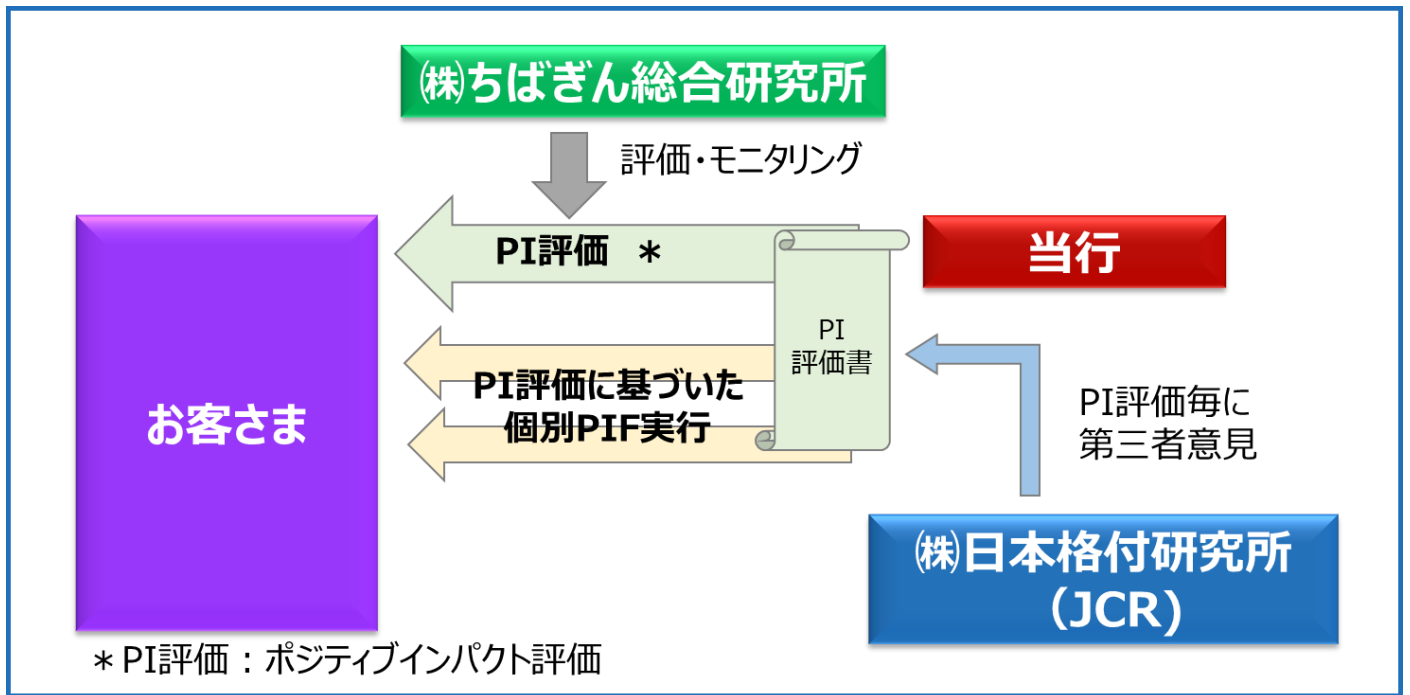 ㈱ちばぎん総合研究所
評価・モニタリング
PI評価 ＊
当行
PI
評価書
PI評価に基づいた
個別PIF実行
お客さま
PI評価毎に
第三者意見
㈱日本格付研究所
（JCR）
＊PI評価：ポジティブインパクト評価